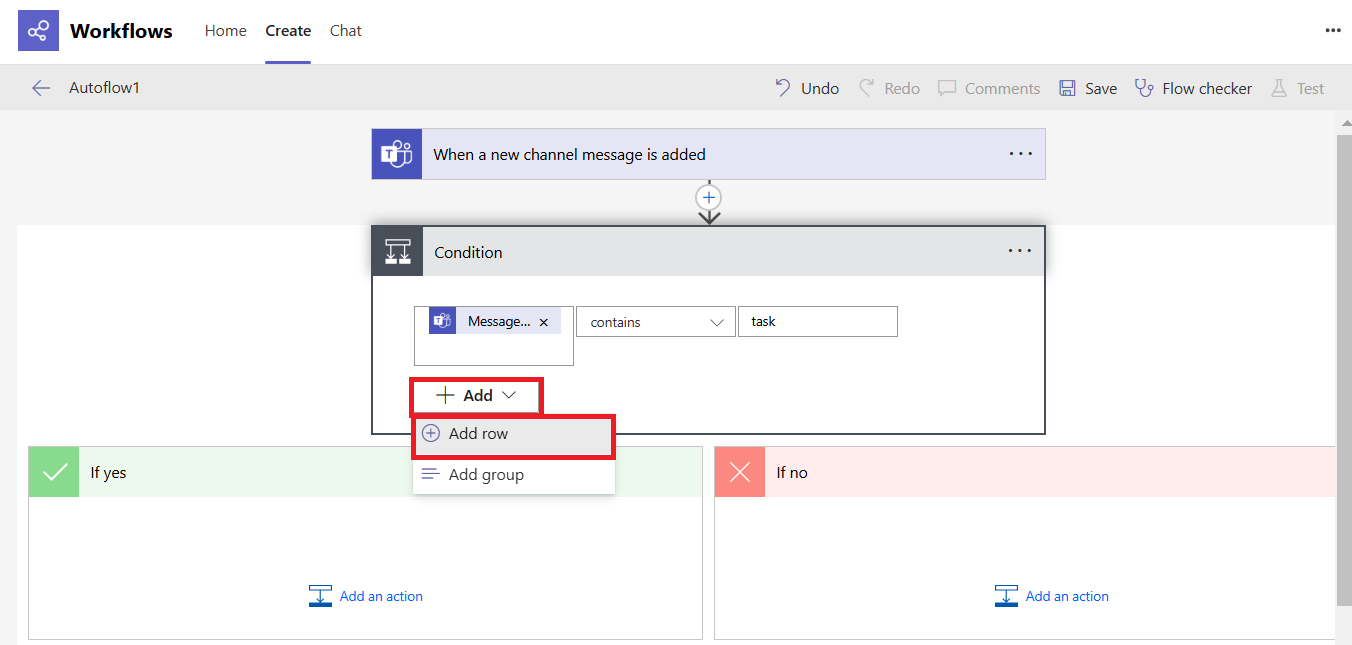 Workflows Home Create Chat
Autoflow1 Undo Redo Comments Save Flow checker Test
When a new channel message is added
Condition
Message... contains task
Add
Add row
Add group
If yes
If no
Add an action
Add an action